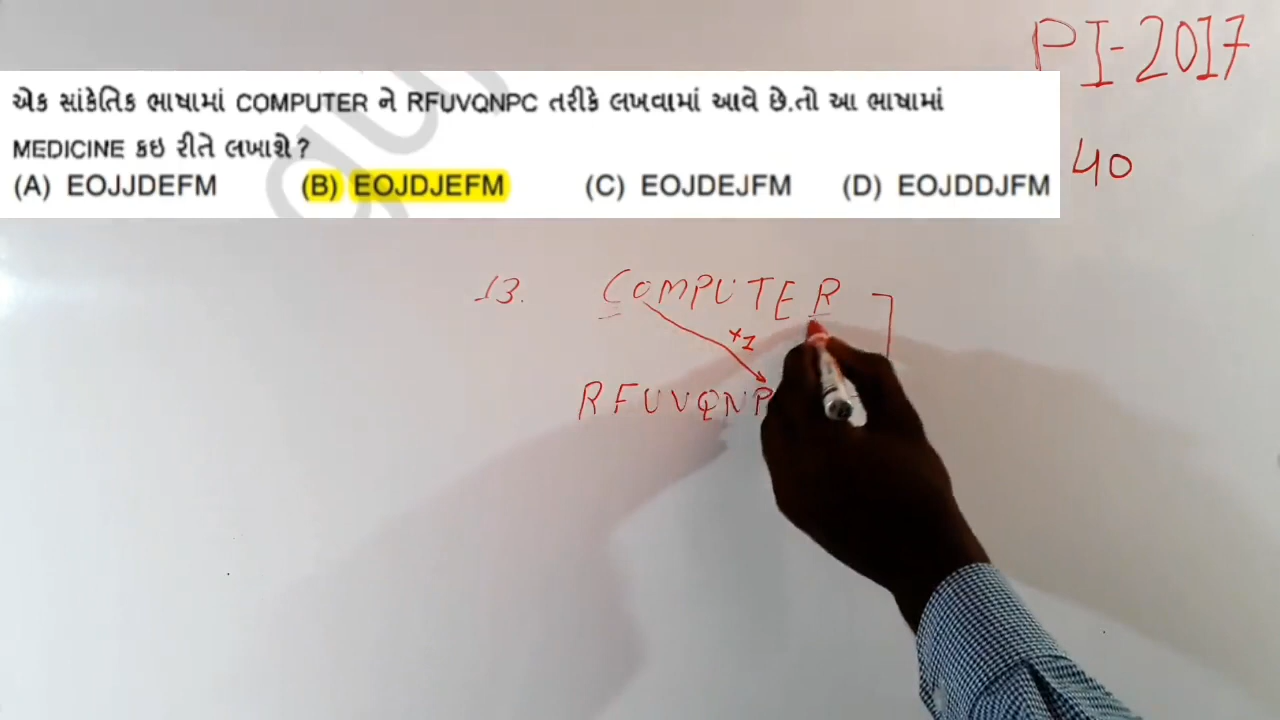 PI-2017
એક સાંકેતિક ભાષામાં COMPUTER ને RFUVQNPC તરીકે લખવામાં આવે છે.તો આ ભાષામાં
MEDICINE કઇ રીતે લખાશે ?
40
(A) EOJJDEFM (B) EOJDJEFM (C) EOJDEJFM (D) EOJDDJFM
13. COMPUTER
+1
RFUVQNP